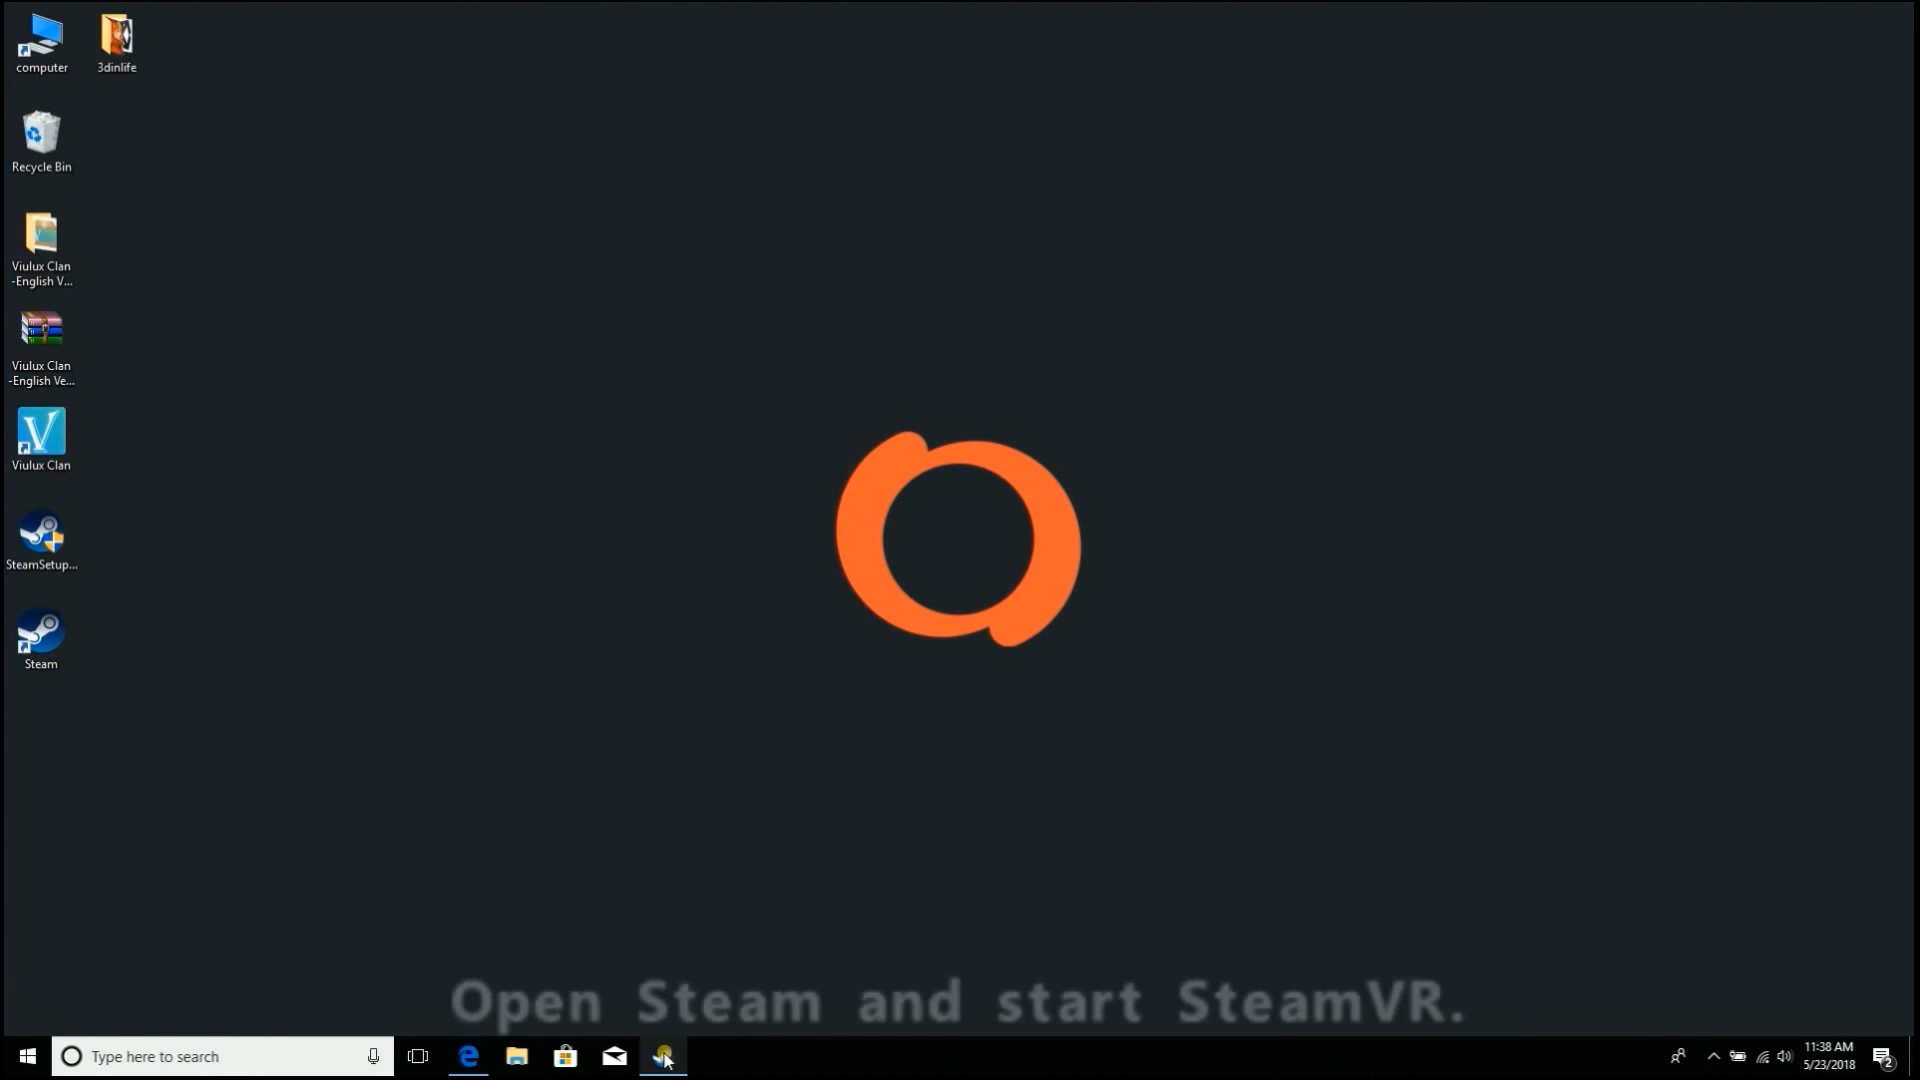 computer
3dinlife
Recycle Bin
Viulux Clan
-English V...
Viulux Clan
-English Ve...
Viulux Clan
SteamSetup...
Steam
Open Steam and start SteamVR.
Type here to search
11:38 AM
5/23/2018
2